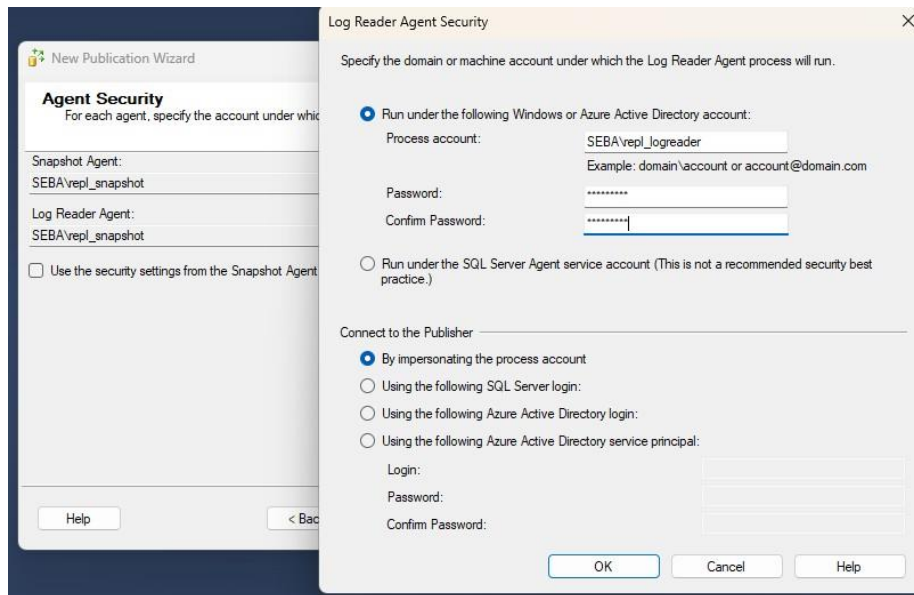 New Publication Wizard
Agent Security
For each agent, specify the account under whic
Snapshot Agent:
SEBA\repl_snapshot
Log Reader Agent:
SEBA\repl_snapshot
Use the security settings from the Snapshot Agent
Help
< Bac
Log Reader Agent Security
Specify the domain or machine account under which the Log Reader Agent process will run.
Run under the following Windows or Azure Active Directory account:
Process account:
SEBA\repl_logreader
Example: domain\account or account@domain.com
Password:
*********
Confirm Password:
*********
Run under the SQL Server Agent service account (This is not a recommended security best
practice.)
Connect to the Publisher
By impersonating the process account
Using the following SQL Server login:
Using the following Azure Active Directory login:
Using the following Azure Active Directory service principal:
Login:
Password:
Confirm Password:
OK
Cancel
Help